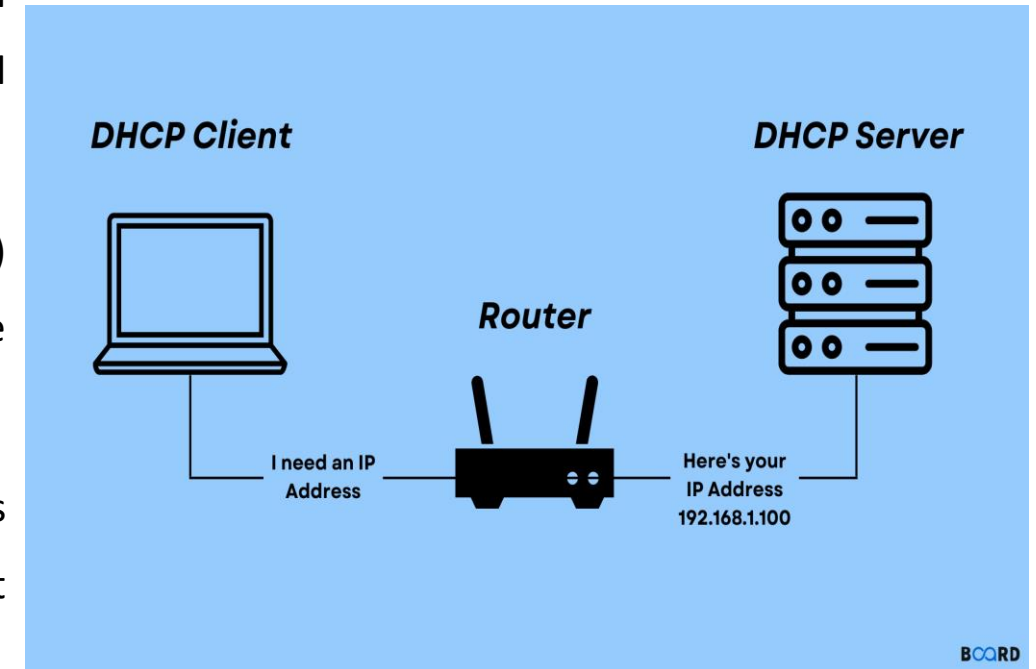 DHCP Client
DHCP Server
Router
I need an IP
Address
Here's your
IP Address
192.168.1.100
BOARD